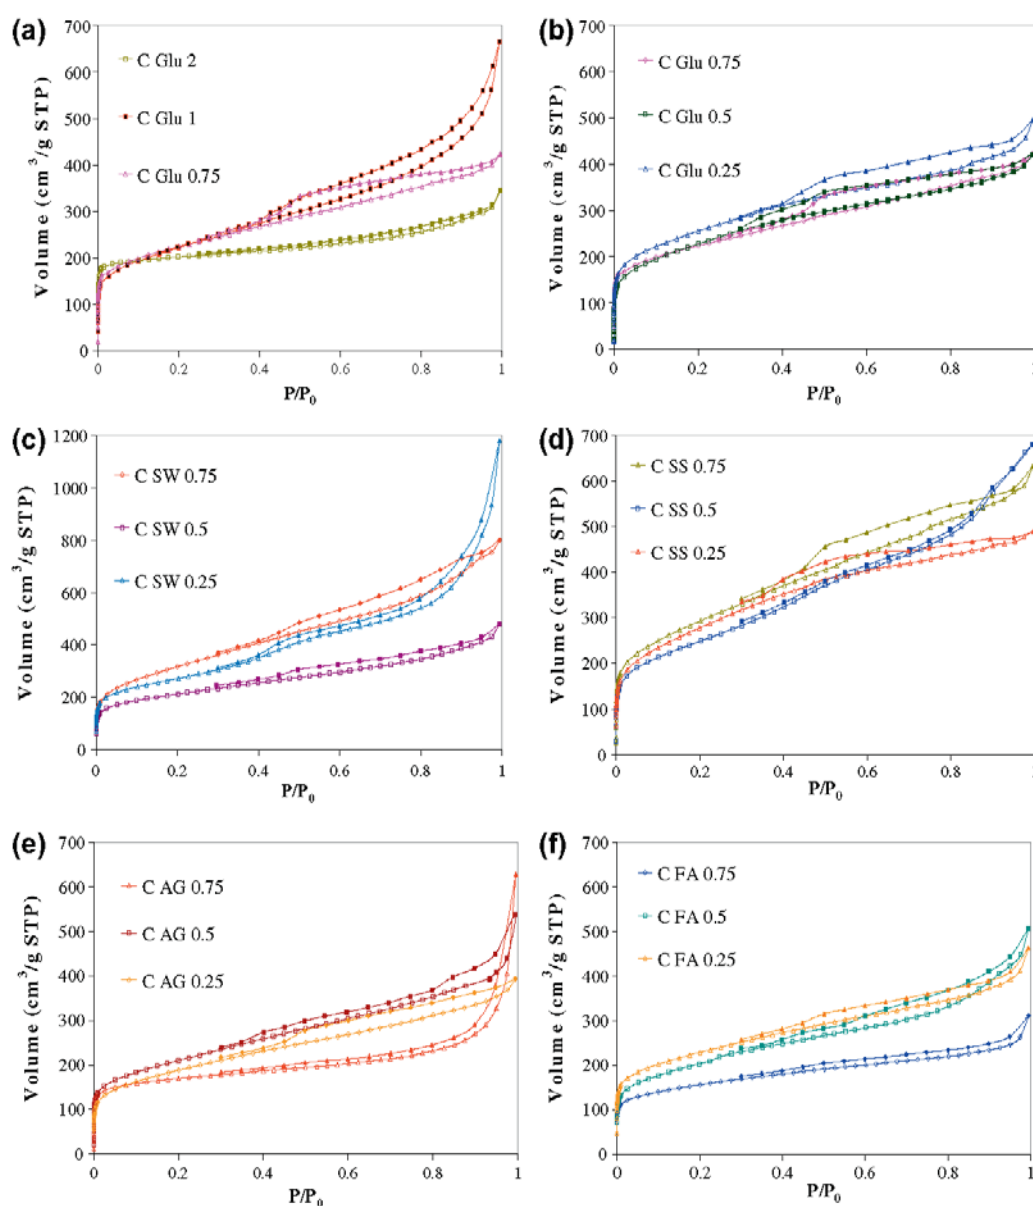 (a)
Volume (cm³/g STP)
700
600
500
400
300
200
100
0
C Glu 2
C Glu 1
C Glu 0.75
0 0.2 0.4 0.6 0.8 1
P/P₀
(b)
Volume (cm³/g STP)
700
600
500
400
300
200
100
0
C Glu 0.75
C Glu 0.5
C Glu 0.25
0 0.2 0.4 0.6 0.8 1
P/P₀
(c)
Volume (cm³/g STP)
1200
1000
800
600
400
200
0
C SW 0.75
C SW 0.5
C SW 0.25
0 0.2 0.4 0.6 0.8 1
P/P₀
(d)
Volume (cm³/g STP)
700
600
500
400
300
200
100
0
C SS 0.75
C SS 0.5
C SS 0.25
0 0.2 0.4 0.6 0.8 1
P/P₀
(e)
Volume (cm³/g STP)
700
600
500
400
300
200
100
0
C AG 0.75
C AG 0.5
C AG 0.25
0 0.2 0.4 0.6 0.8 1
P/P₀
(f)
Volume (cm³/g STP)
700
600
500
400
300
200
100
0
C FA 0.75
C FA 0.5
C FA 0.25
0 0.2 0.4 0.6 0.8 1
P/P₀